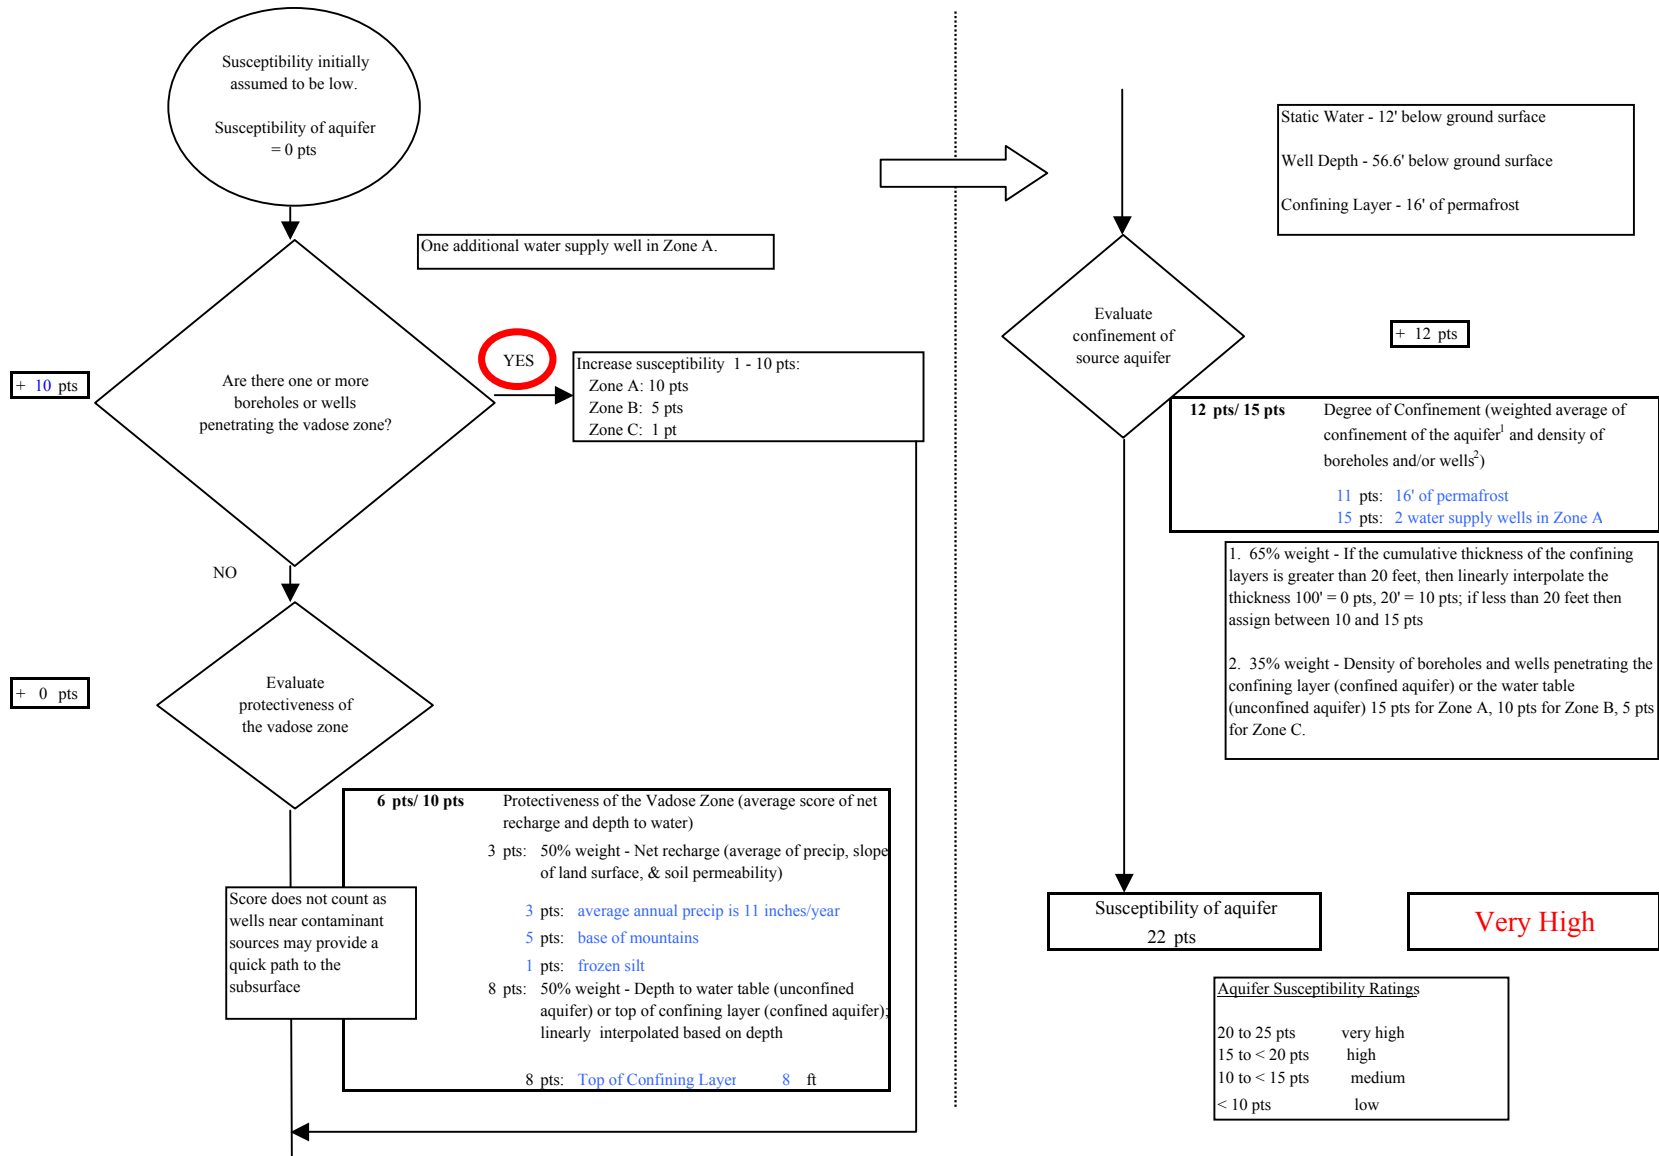 Susceptibility initially
assumed to be low.
Susceptibility of aquifer
= 0 pts
One additional water supply well in Zone A.
+ 10 pts
Are there one or more
boreholes or wells
penetrating the vadose zone?
YES
Increase susceptibility 1 - 10 pts:
Zone A: 10 pts
Zone B: 5 pts
Zone C: 1 pt
NO
+ 0 pts
Evaluate
protectiveness of
the vadose zone
6 pts/ 10 pts Protectiveness of the Vadose Zone (average score of net
recharge and depth to water)
3 pts: 50% weight - Net recharge (average of precip, slope
of land surface, & soil permeability)
3 pts: average annual precip is 11 inches/year
5 pts: base of mountains
1 pts: frozen silt
8 pts: 50% weight - Depth to water table (unconfined
aquifer) or top of confining layer (confined aquifer);
linearly interpolated based on depth
8 pts: Top of Confining Layer 8 ft
Score does not count as
wells near contaminant
sources may provide a
quick path to the
subsurface
Static Water - 12' below ground surface
Well Depth - 56.6' below ground surface
Confining Layer - 16' of permafrost
Evaluate
confinement of
source aquifer
+ 12 pts
12 pts/ 15 pts Degree of Confinement (weighted average of
confinement of the aquifer1 and density of
boreholes and/or wells2)
11 pts: 16' of permafrost
15 pts: 2 water supply wells in Zone A
1. 65% weight - If the cumulative thickness of the confining
layers is greater than 20 feet, then linearly interpolate the
thickness 100' = 0 pts, 20' = 10 pts; if less than 20 feet then
assign between 10 and 15 pts
2. 35% weight - Density of boreholes and wells penetrating the
confining layer (confined aquifer) or the water table
(unconfined aquifer) 15 pts for Zone A, 10 pts for Zone B, 5 pts
for Zone C.
Susceptibility of aquifer
22 pts
Very High
Aquifer Susceptibility Ratings
20 to 25 pts very high
15 to < 20 pts high
10 to < 15 pts medium
< 10 pts low